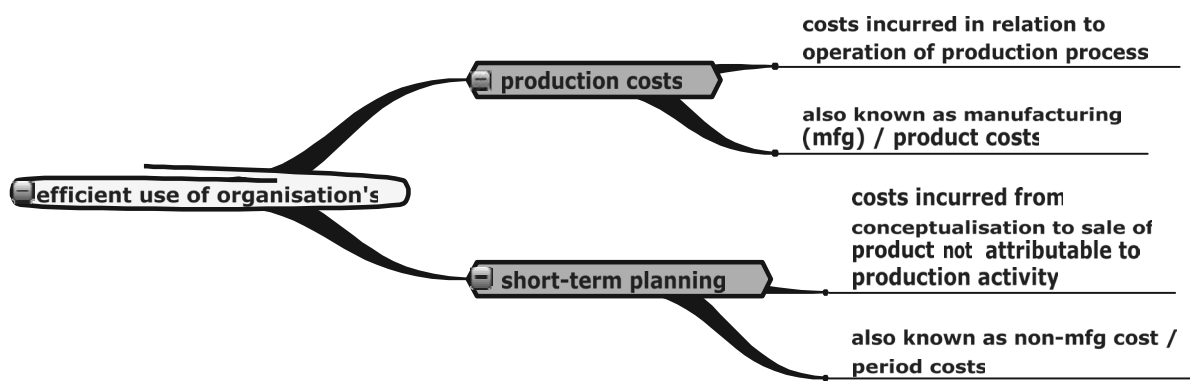 costs incurred in relation to
operation of production process
production costs
also known as manufacturing
(mfg) / product costs
efficient use of organisation's
costs incurred from
conceptualisation to sale of
product not attributable to
production activity
short-term planning
also known as non-mfg cost /
period costs